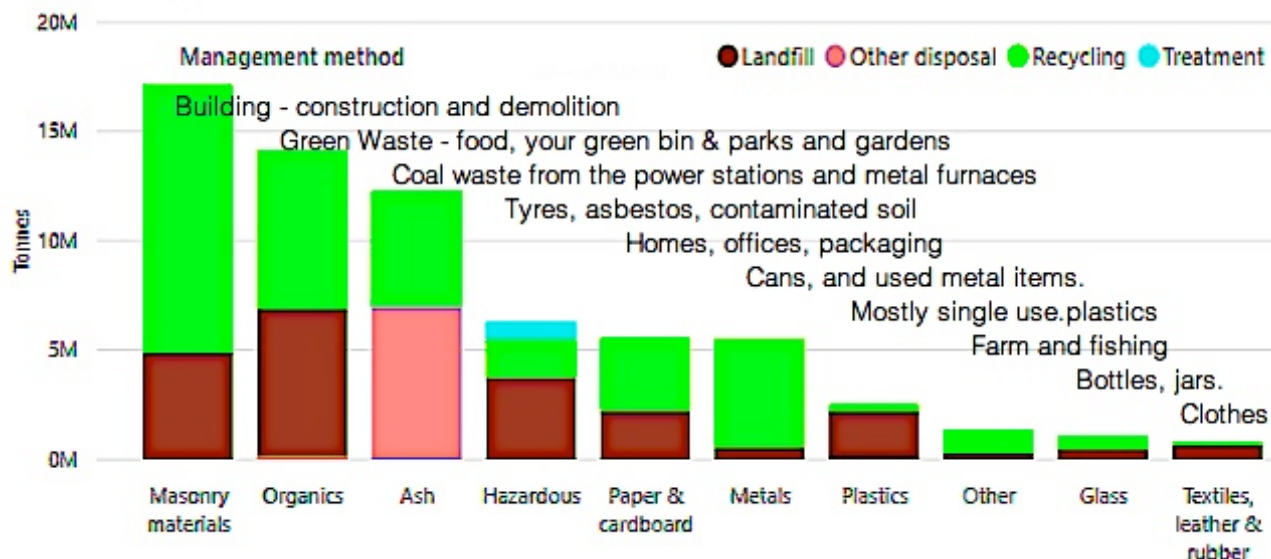 20M
Management method
Landfill Other disposal Recycling Treatment
Building - construction and demolition
15M
Green Waste - food, your green bin & parks and gardens
Coal waste from the power stations and metal furnaces
Tyres, asbestos, contaminated soil
Tonnes
10M
Homes, offices, packaging
Cans, and used metal items.
Mostly single use.plastics
5M
Farm and fishing
Bottles, jars.
Clothes
0M
Masonry materials
Organics
Ash
Hazardous
Paper & cardboard
Metals
Plastics
Other
Glass
Textiles, leather & rubber